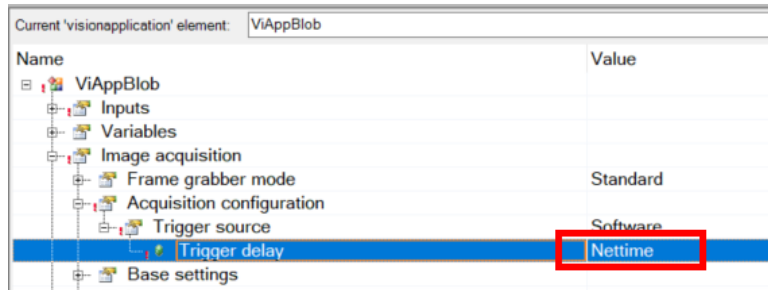 Current 'visionapplication' element: ViAppBlob
Name Value
ViAppBlob
Inputs
Variables
Image acquisition
Frame grabber mode Standard
Acquisition configuration
Trigger source Software
Trigger delay Nettime
Base settings